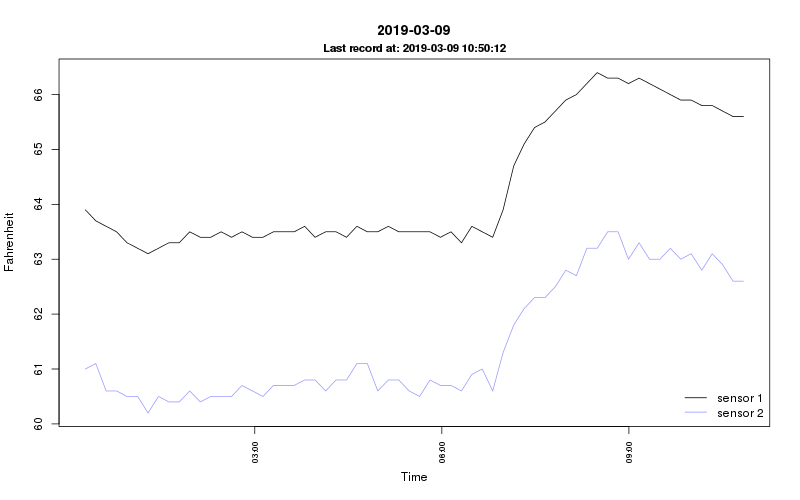 2019-03-09
Last record at: 2019-03-09 10:50:12
Fahrenheit
66
65
64
63
62
61
60
03:00
06:00
09:00
Time
sensor 1
sensor 2